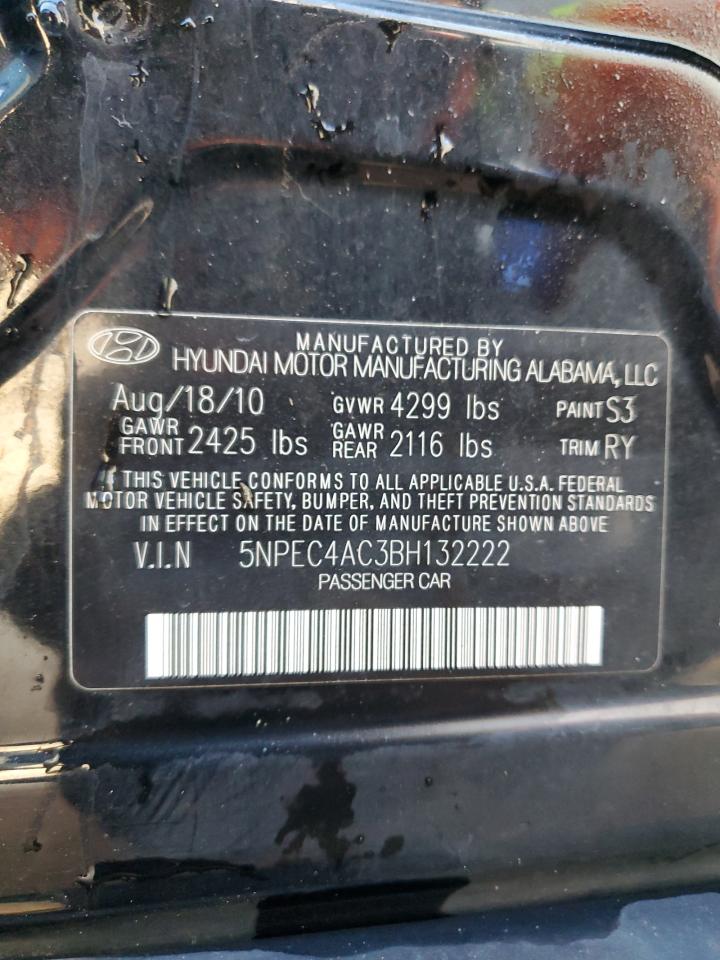 MANUFACTURED BY
HYUNDAI MOTOR MANUFACTURING ALABAMA, LLC
Aug/18/10 GVWR 4299 lbs PAINT S3
GAWR FRONT 2425 lbs GAWR REAR 2116 lbs TRIM RY
THIS VEHICLE CONFORMS TO ALL APPLICABLE U.S.A. FEDERAL
MOTOR VEHICLE SAFETY, BUMPER, AND THEFT PREVENTION STANDARDS
IN EFFECT ON THE DATE OF MANUFACTURE SHOWN ABOVE
V.I.N 5NPEC4AC3BH132222
PASSENGER CAR